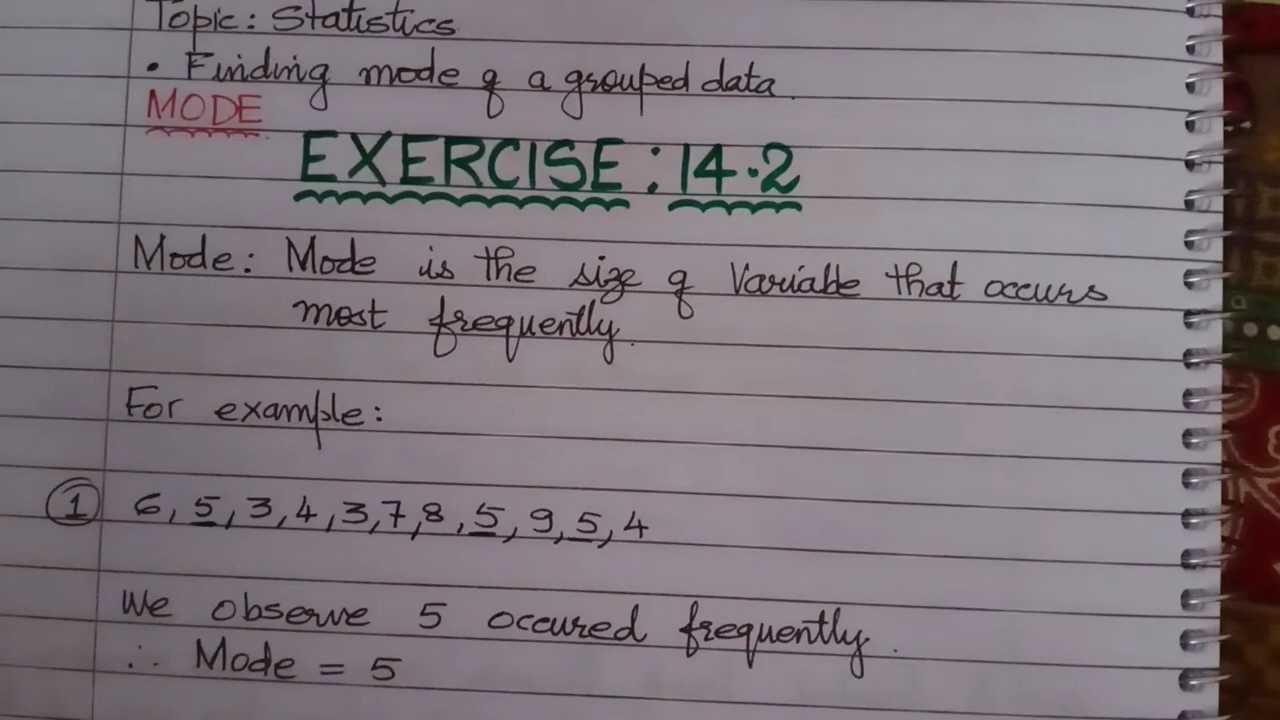 Topic: Statistics
• Finding mode of a grouped data.
MODE
EXERCISE: 14.2
Mode: Mode is the size of Variable that occurs
most frequently.
For example:
① 6, 5, 3, 4, 3, 7, 8, 5, 9, 5, 4
We observe 5 occured frequently.
∴ Mode = 5